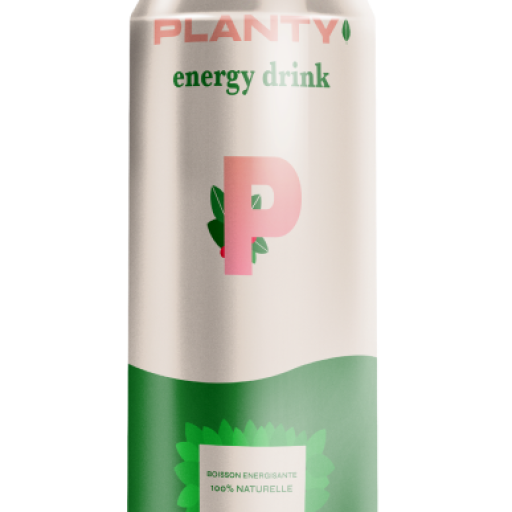 PLANTY
energy drink
P
BOISSON ENERGISANTE
100% NATURELLE